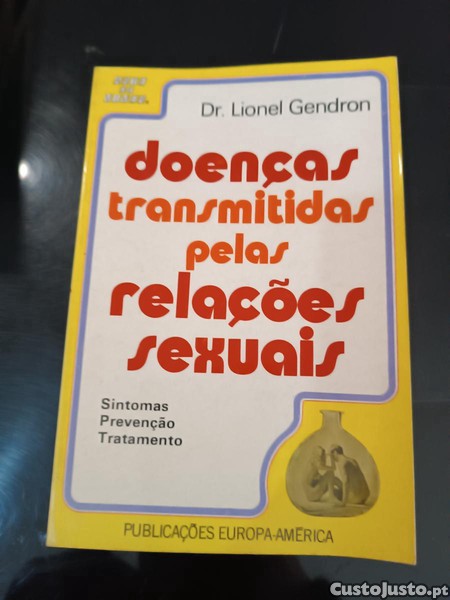 Dr. Lionel Gendron
doenças
transmitidas
pelas
relações
sexuais
Sintomas
Prevenção
Tratamento
PUBLICAÇÕES EUROPA-AMÉRICA
CustoJusto.pt